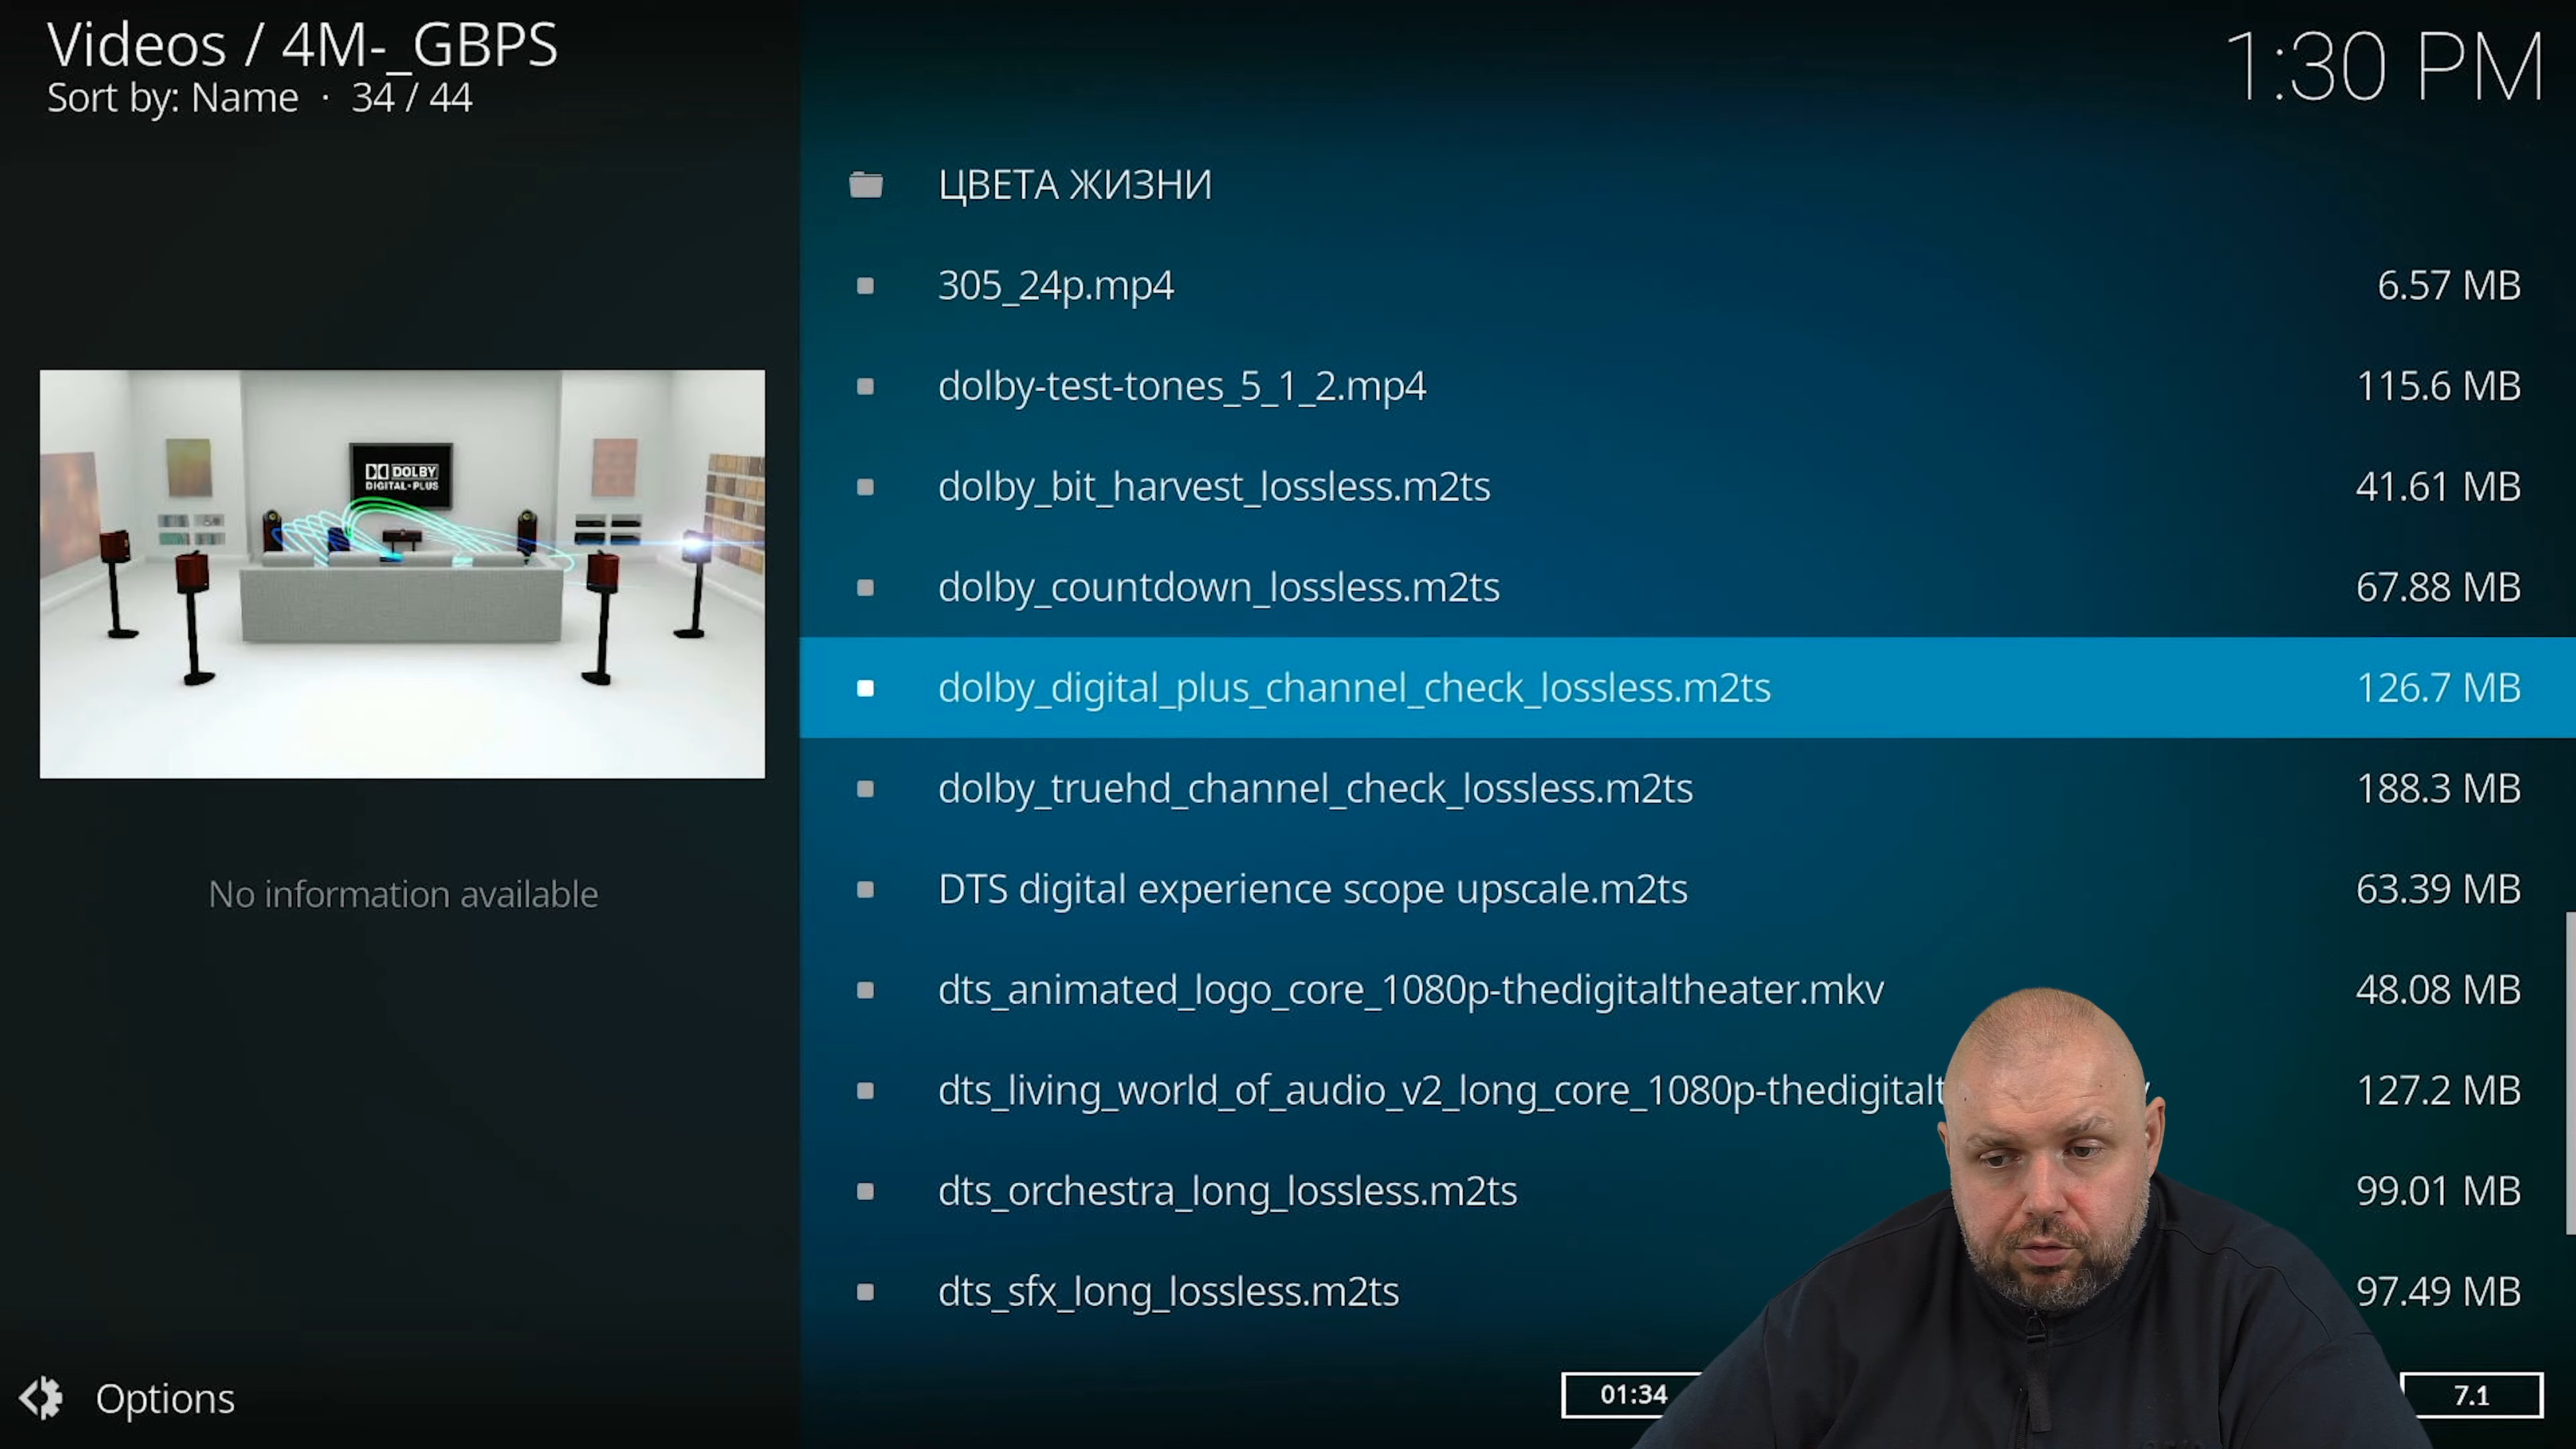 Videos / 4M-_GBPS
Sort by: Name · 34 / 44
1:30 PM
ЦВЕТА ЖИЗНИ
305_24p.mp4 6.57 MB
dolby-test-tones_5_1_2.mp4 115.6 MB
dolby_bit_harvest_lossless.m2ts 41.61 MB
dolby_countdown_lossless.m2ts 67.88 MB
dolby_digital_plus_channel_check_lossless.m2ts 126.7 MB
dolby_truehd_channel_check_lossless.m2ts 188.3 MB
DTS digital experience scope upscale.m2ts 63.39 MB
dts_animated_logo_core_1080p-thedigitaltheater.mkv 48.08 MB
dts_living_world_of_audio_v2_long_core_1080p-thedigitalt 127.2 MB
dts_orchestra_long_lossless.m2ts 99.01 MB
dts_sfx_long_lossless.m2ts 97.49 MB
DOLBY
DIGITAL·PLUS
No information available
Options
01:34
7.1